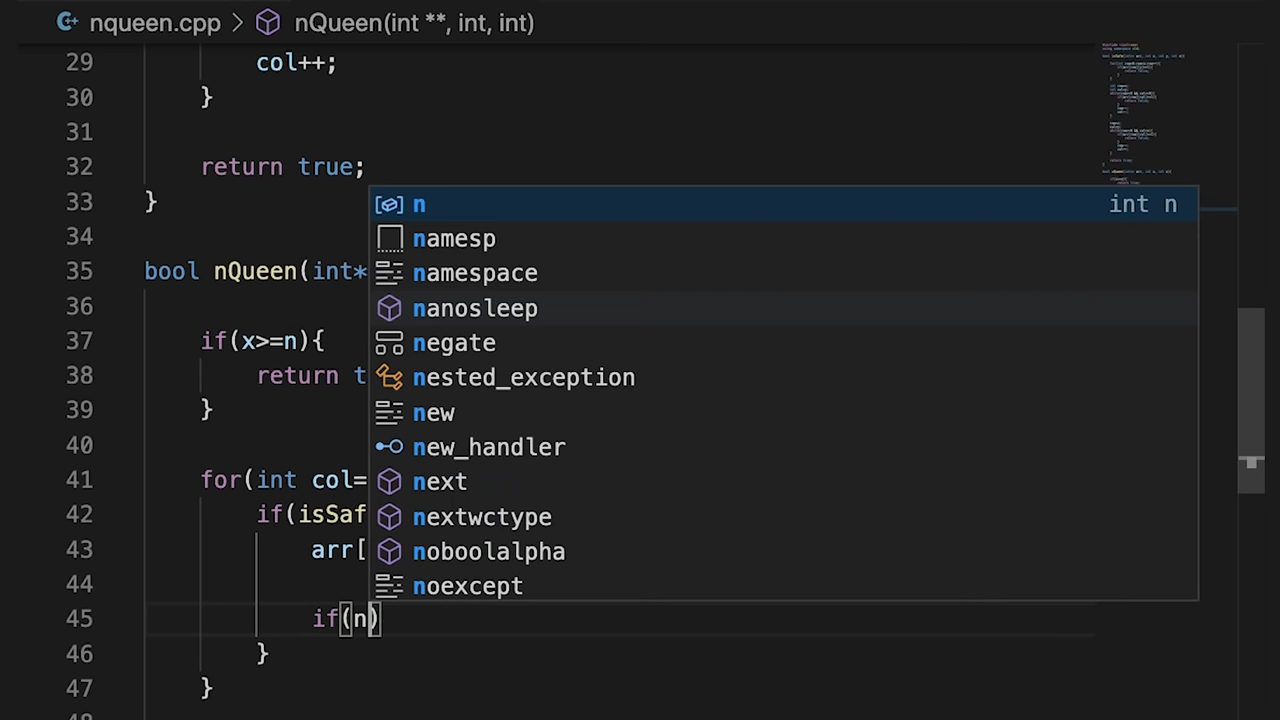 nqueen.cpp > nQueen(int **, int, int)
29 col++;
30 }
31
32 return true;
33 }
34
35 bool nQueen(int*
36
37 if(x>=n){
38 return t
39 }
40
41 for(int col=
42 if(isSaf
43 arr[
44
45 if(n)
46 }
47 }
n int n
namesp
namespace
nanosleep
negate
nested_exception
new
new_handler
next
nextwctype
noboolalpha
noexcept